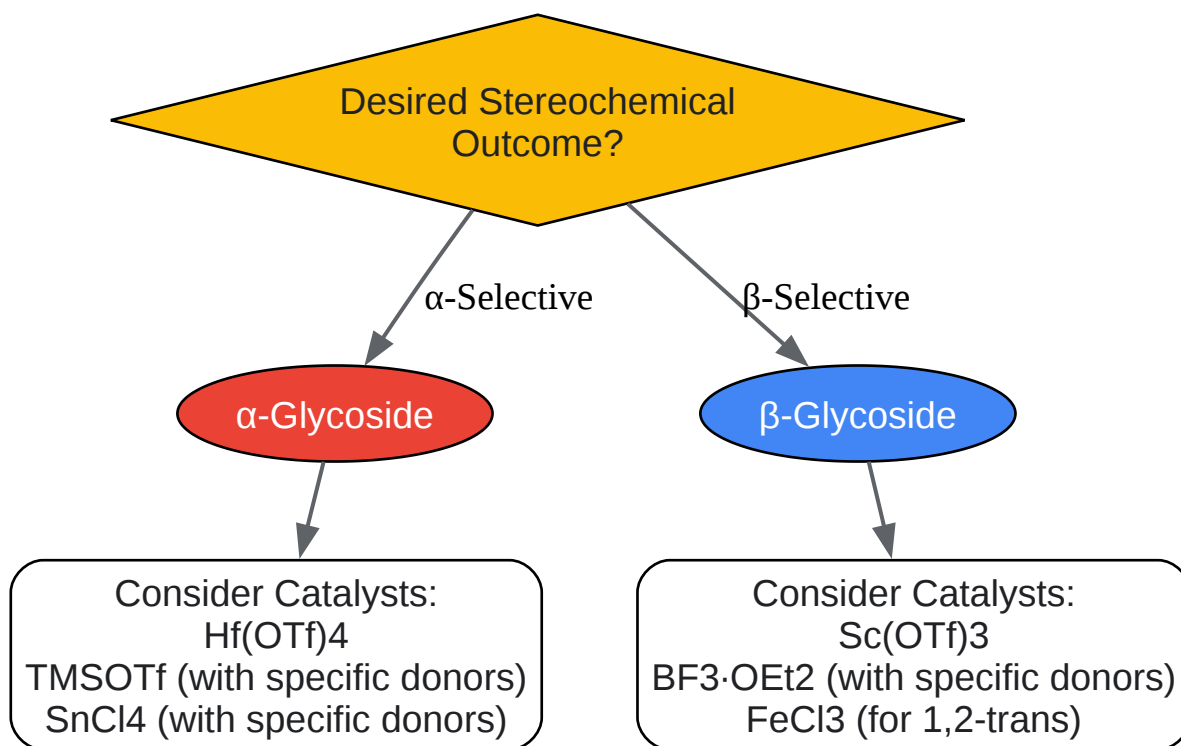 Desired Stereochemical
Outcome?
α-Selective
β-Selective
α-Glycoside
β-Glycoside
Consider Catalysts:
Hf(OTf)4
TMSOTf (with specific donors)
SnCl4 (with specific donors)
Consider Catalysts:
Sc(OTf)3
BF3·OEt2 (with specific donors)
FeCl3 (for 1,2-trans)